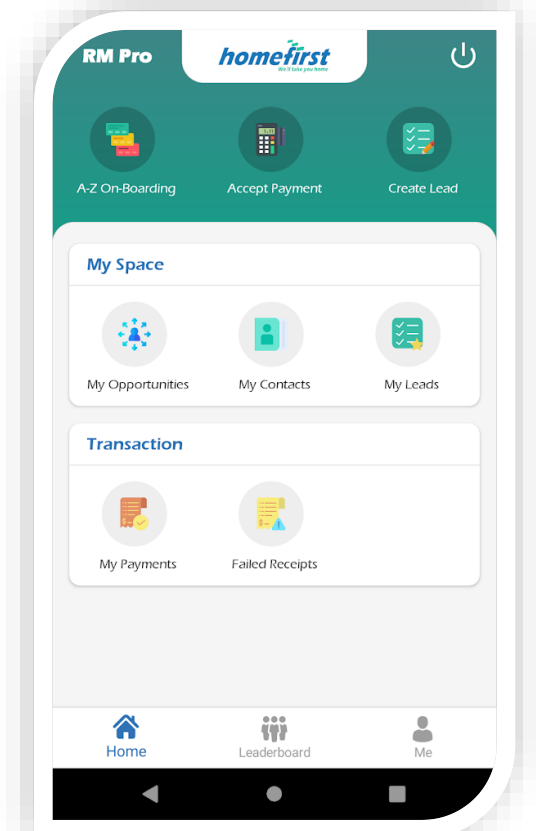 RM Pro
homefirst
We'll take you home
A-Z On-Boarding
Accept Payment
Create Lead
My Space
My Opportunities
My Contacts
My Leads
Transaction
My Payments
Failed Receipts
Home
Leaderboard
Me